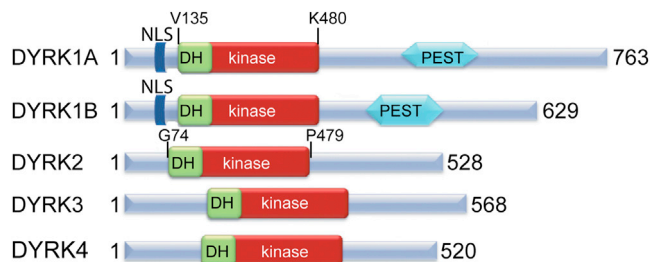 V135 K480
NLS
DYRK1A 1 DH kinase PEST 763
NLS
DYRK1B 1 DH kinase PEST 629
G74 P479
DYRK2 1 DH kinase 528
DYRK3 1 DH kinase 568
DYRK4 1 DH kinase 520